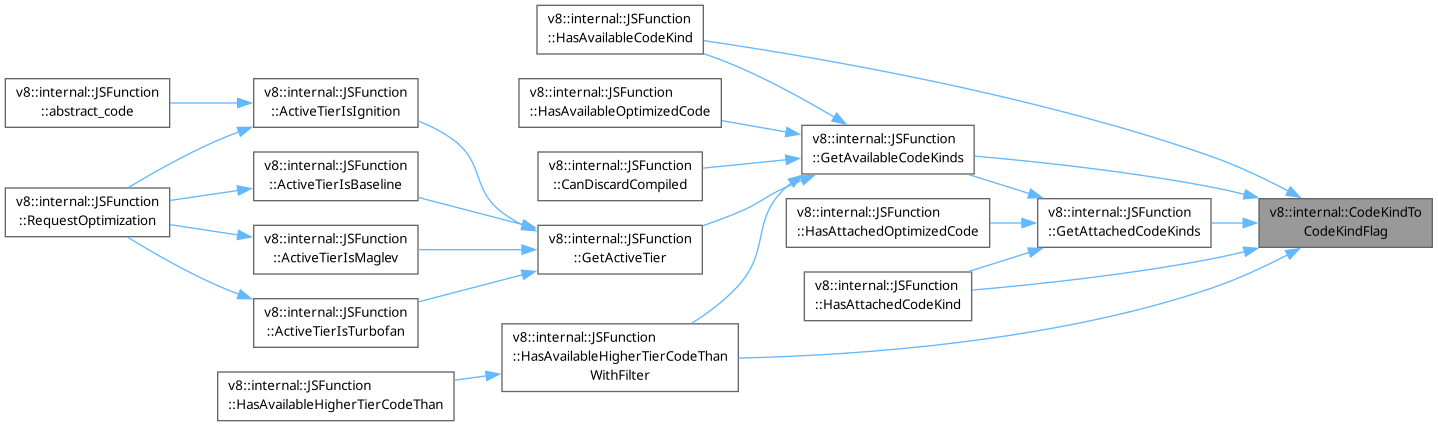 v8::internal::JSFunction
::HasAvailableCodeKind
v8::internal::JSFunction
::abstract_code
v8::internal::JSFunction
::ActiveTierIsIgnition
v8::internal::JSFunction
::HasAvailableOptimizedCode
v8::internal::JSFunction
::GetAvailableCodeKinds
v8::internal::JSFunction
::ActiveTierIsBaseline
v8::internal::JSFunction
::CanDiscardCompiled
v8::internal::JSFunction
::RequestOptimization
v8::internal::JSFunction
::HasAttachedOptimizedCode
v8::internal::JSFunction
::GetAttachedCodeKinds
v8::internal::CodeKindTo
CodeKindFlag
v8::internal::JSFunction
::ActiveTierIsMaglev
v8::internal::JSFunction
::GetActiveTier
v8::internal::JSFunction
::HasAttachedCodeKind
v8::internal::JSFunction
::ActiveTierIsTurbofan
v8::internal::JSFunction
::HasAvailableHigherTierCodeThan
WithFilter
v8::internal::JSFunction
::HasAvailableHigherTierCodeThan